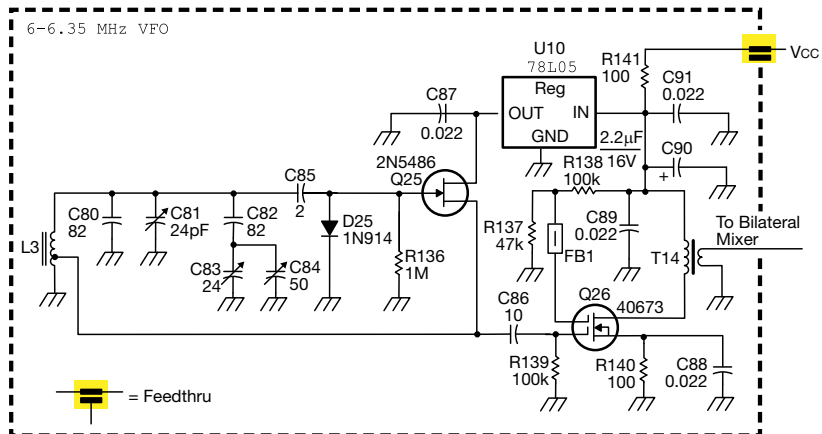 6-6.35 MHz VFO
U10
78L05
Reg
OUT
IN
GND
R141
100
Vcc
C91
0.022
C87
0.022
2.2µF
16V
C90
+
2N5486
Q25
R138
100k
C85
2
C80
82
C81
24pF
C82
82
D25
1N914
R136
1M
R137
47k
FB1
C89
0.022
T14
To Bilateral
Mixer
L3
C83
24
C84
50
C86
10
Q26
40673
R139
100k
R140
100
C88
0.022
= Feedthru